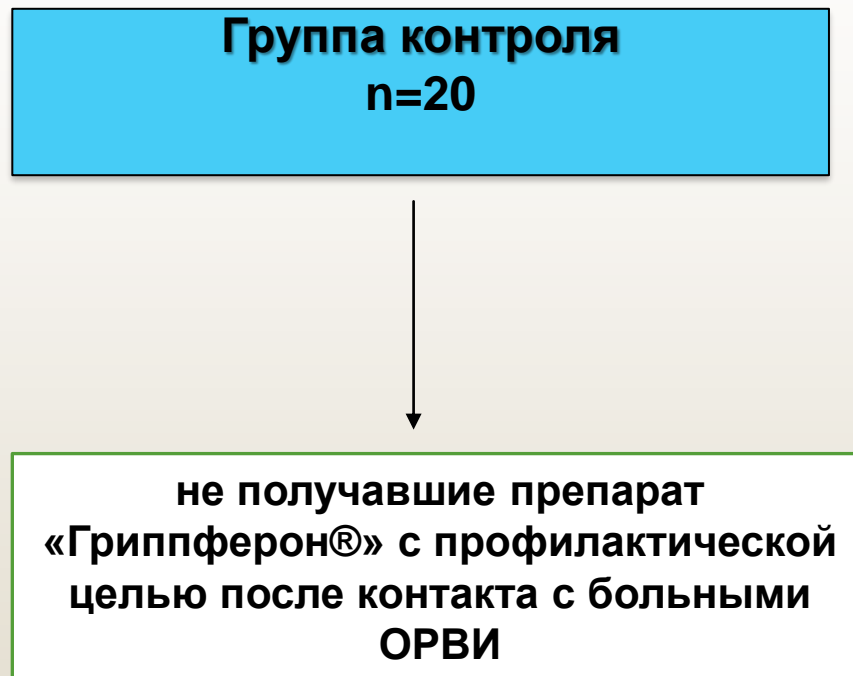 Группа контроля
n=20
не получавшие препарат
«Гриппферон®» с профилактической
целью после контакта с больными
ОРВИ